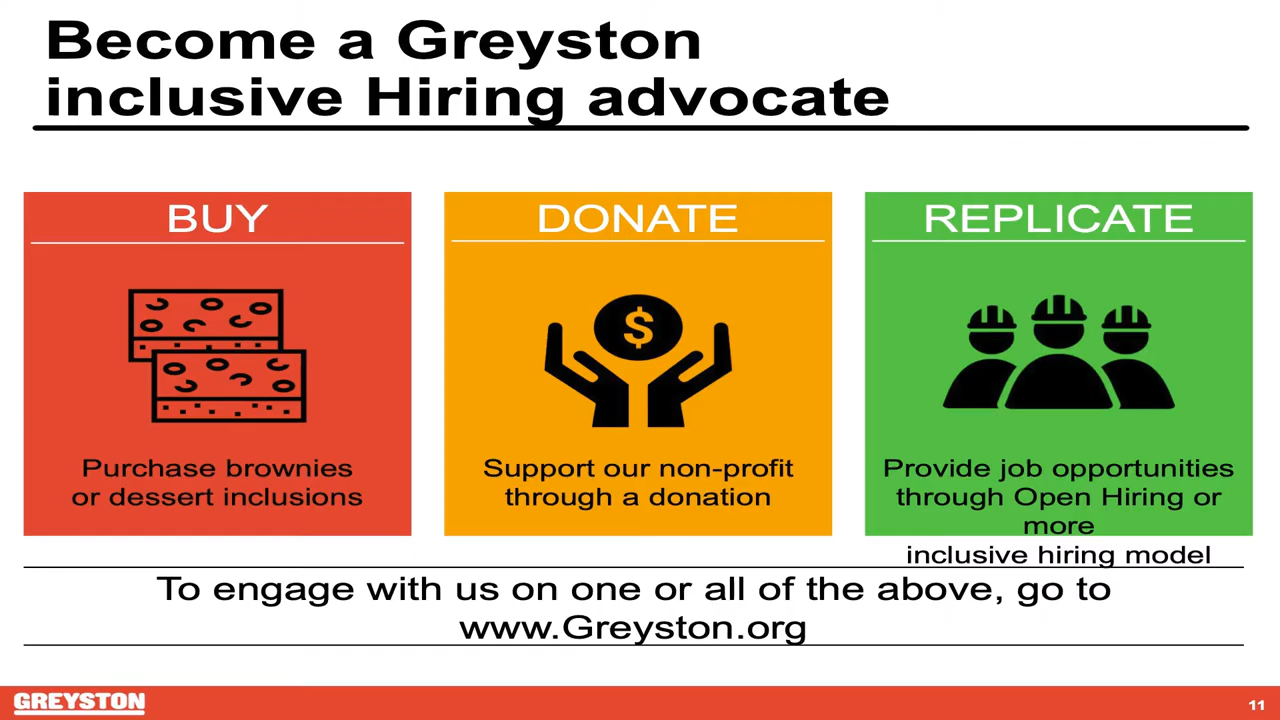 Become a Greyston
inclusive Hiring advocate
BUY
Purchase brownies
or dessert inclusions
DONATE
$
Support our non-profit
through a donation
REPLICATE
Provide job opportunities
through Open Hiring or
more
inclusive hiring model
To engage with us on one or all of the above, go to
www.Greyston.org
GREYSTON
11